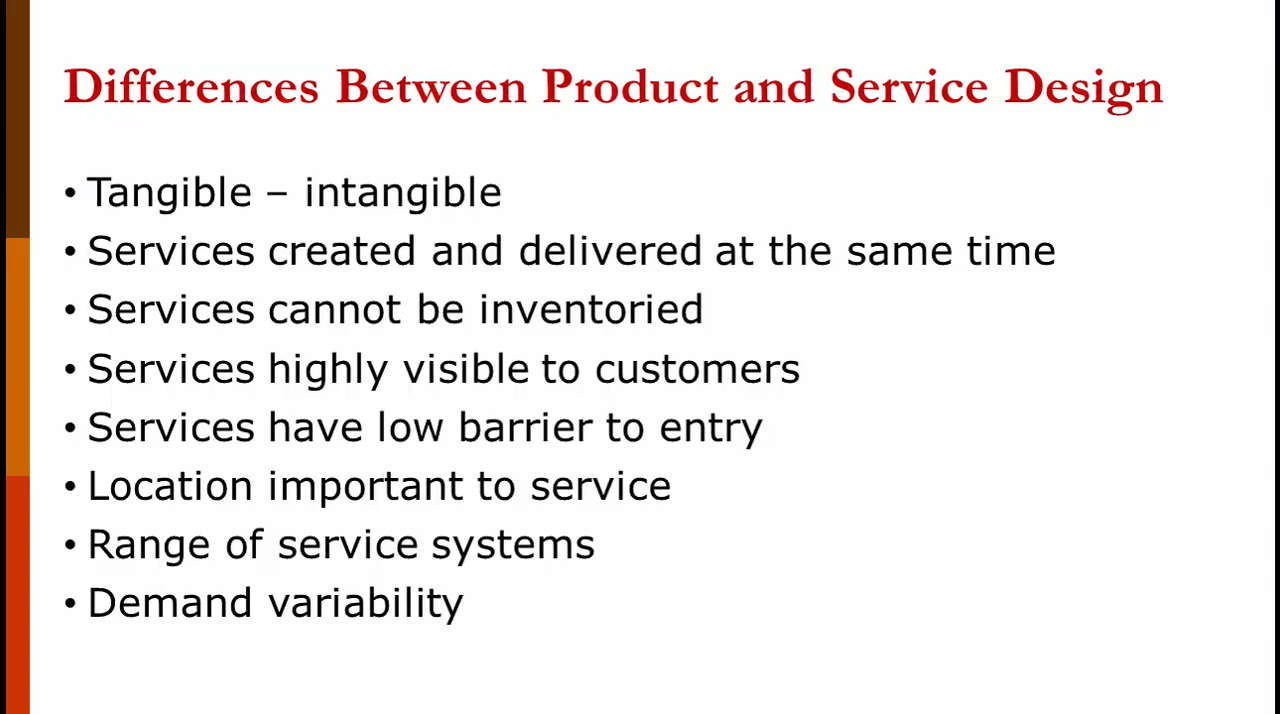 Differences Between Product and Service Design
• Tangible – intangible
• Services created and delivered at the same time
• Services cannot be inventoried
• Services highly visible to customers
• Services have low barrier to entry
• Location important to service
• Range of service systems
• Demand variability